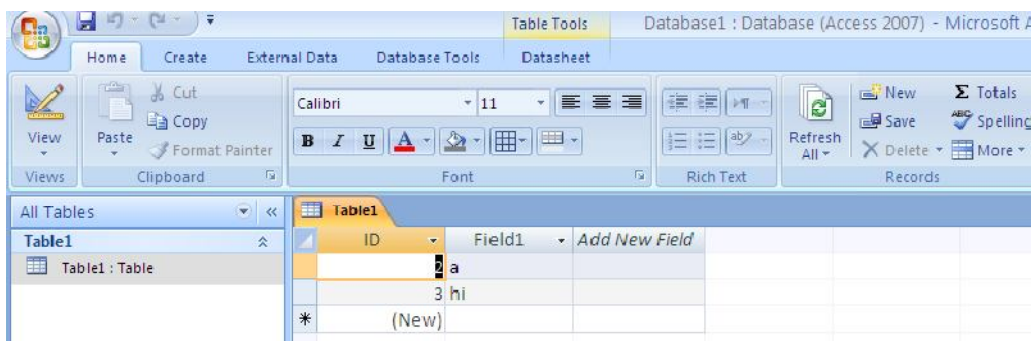 Table Tools Database1 : Database (Access 2007) - Microsoft A
Home Create External Data Database Tools Datasheet
Cut
Copy
Format Painter
View
Paste
Calibri 11
B I U A
Refresh
All
New
Save
Delete
Σ Totals
Spelling
More
Views Clipboard Font Rich Text Records
All Tables
Table1
Table1 : Table
Table1
ID Field1 Add New Field
2 a
3 hi
(New)